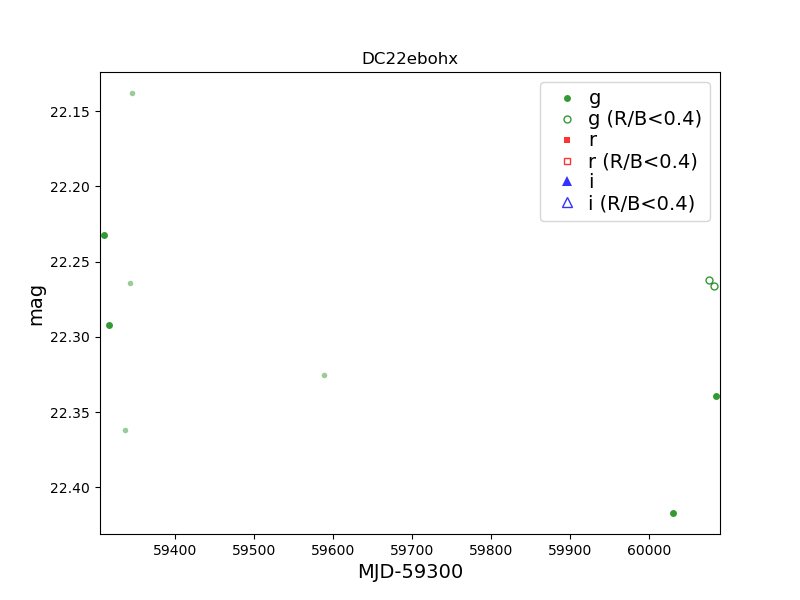 DC22ebohx
22.15
22.20
22.25
22.30
22.35
22.40
mag
g
g (R/B<0.4)
r
r (R/B<0.4)
i
i (R/B<0.4)
59400 59500 59600 59700 59800 59900 60000
MJD-59300